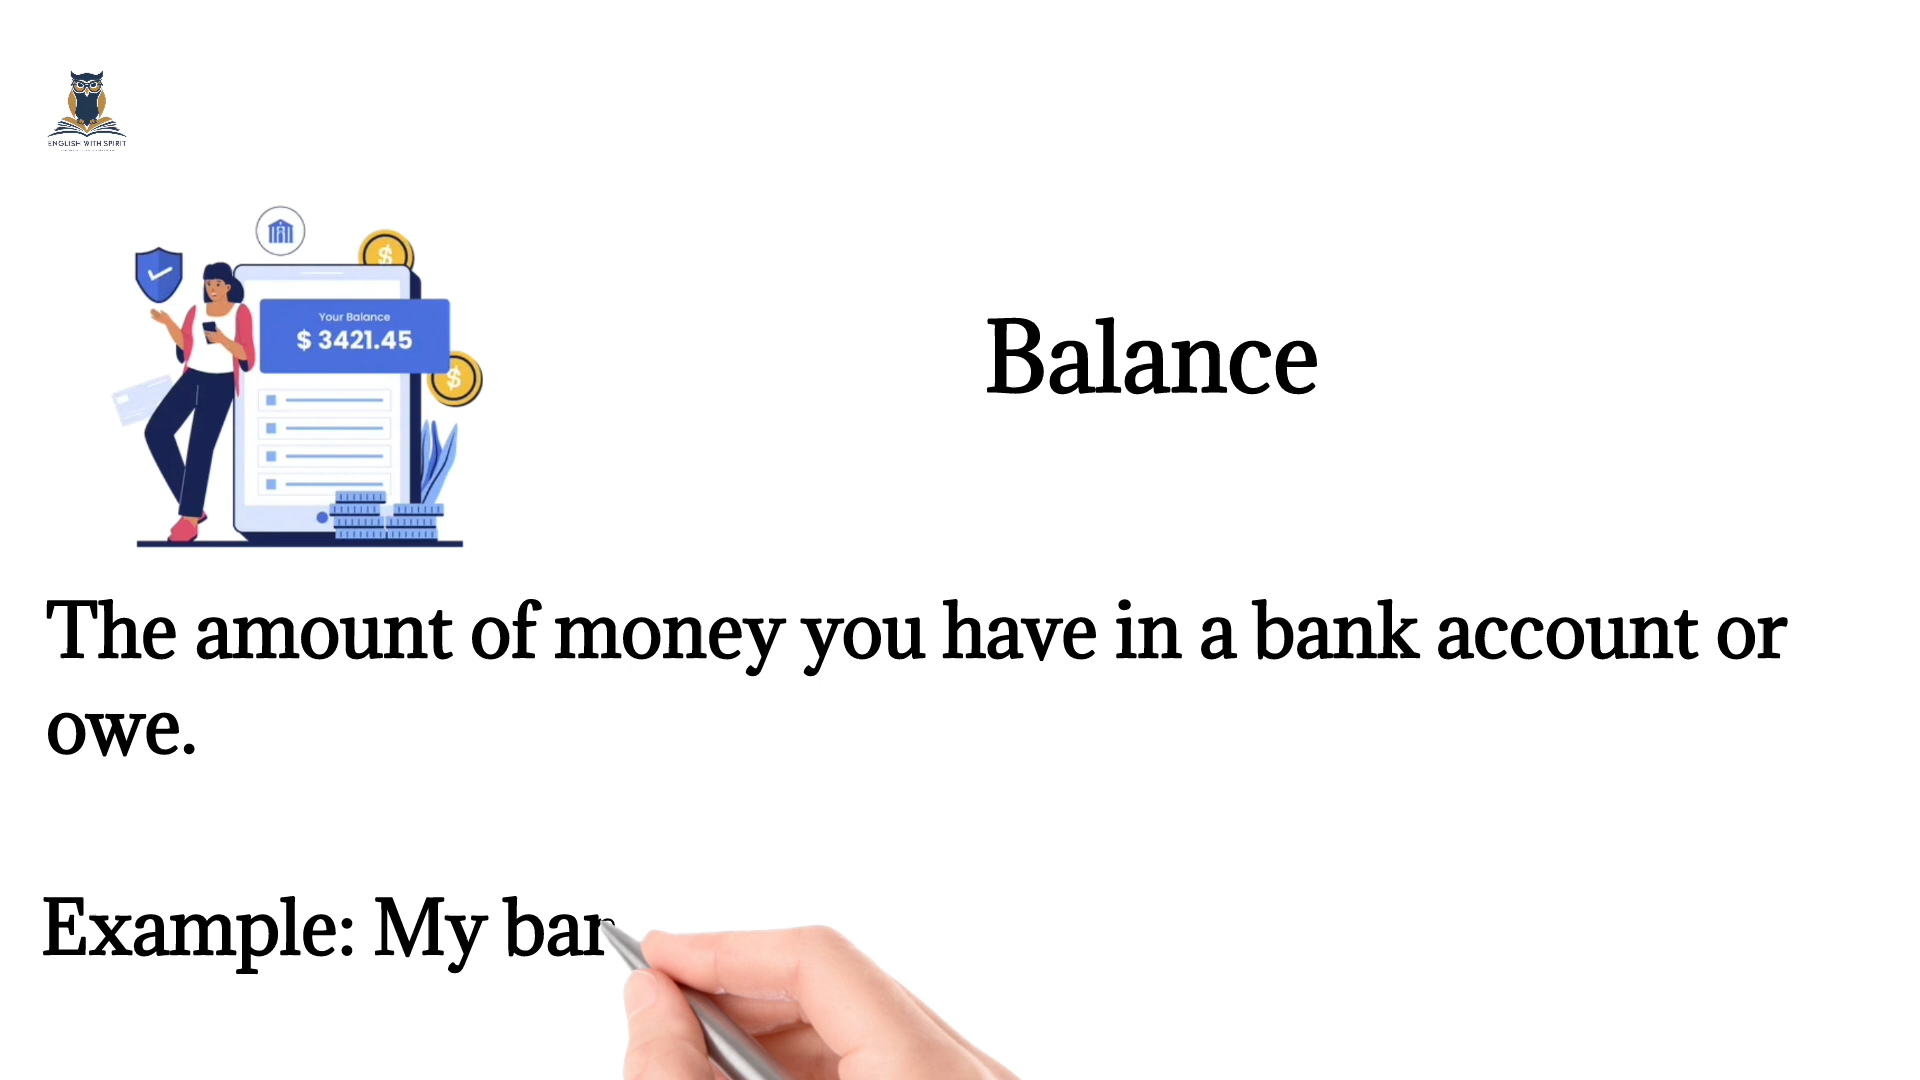 ENGLISH WITH SPIRIT
Your Balance
$ 3421.45
Balance
The amount of money you have in a bank account or
owe.
Example: My ban